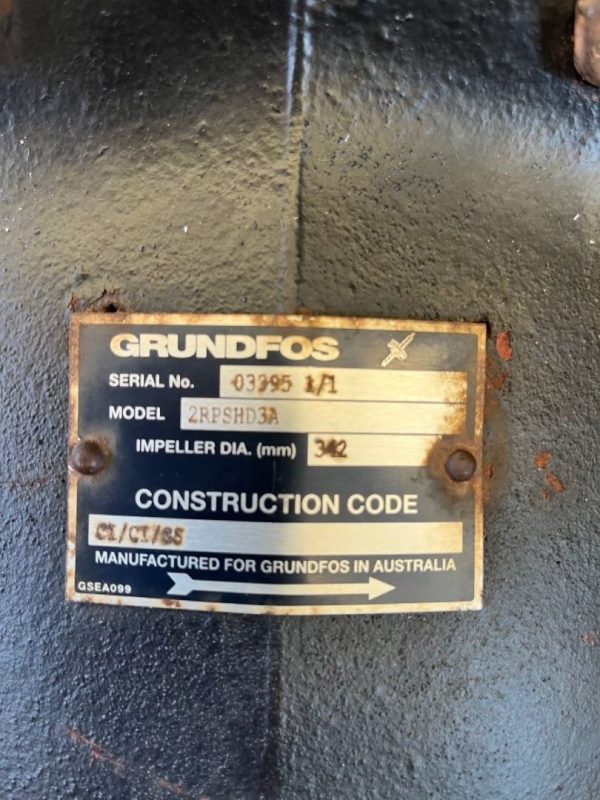 GRUNDFOS
SERIAL No. 03395 1/1
MODEL 2RPSHD3A
IMPELLER DIA. (mm) 342
CONSTRUCTION CODE
CI/CI/SS
MANUFACTURED FOR GRUNDFOS IN AUSTRALIA
GSEA099